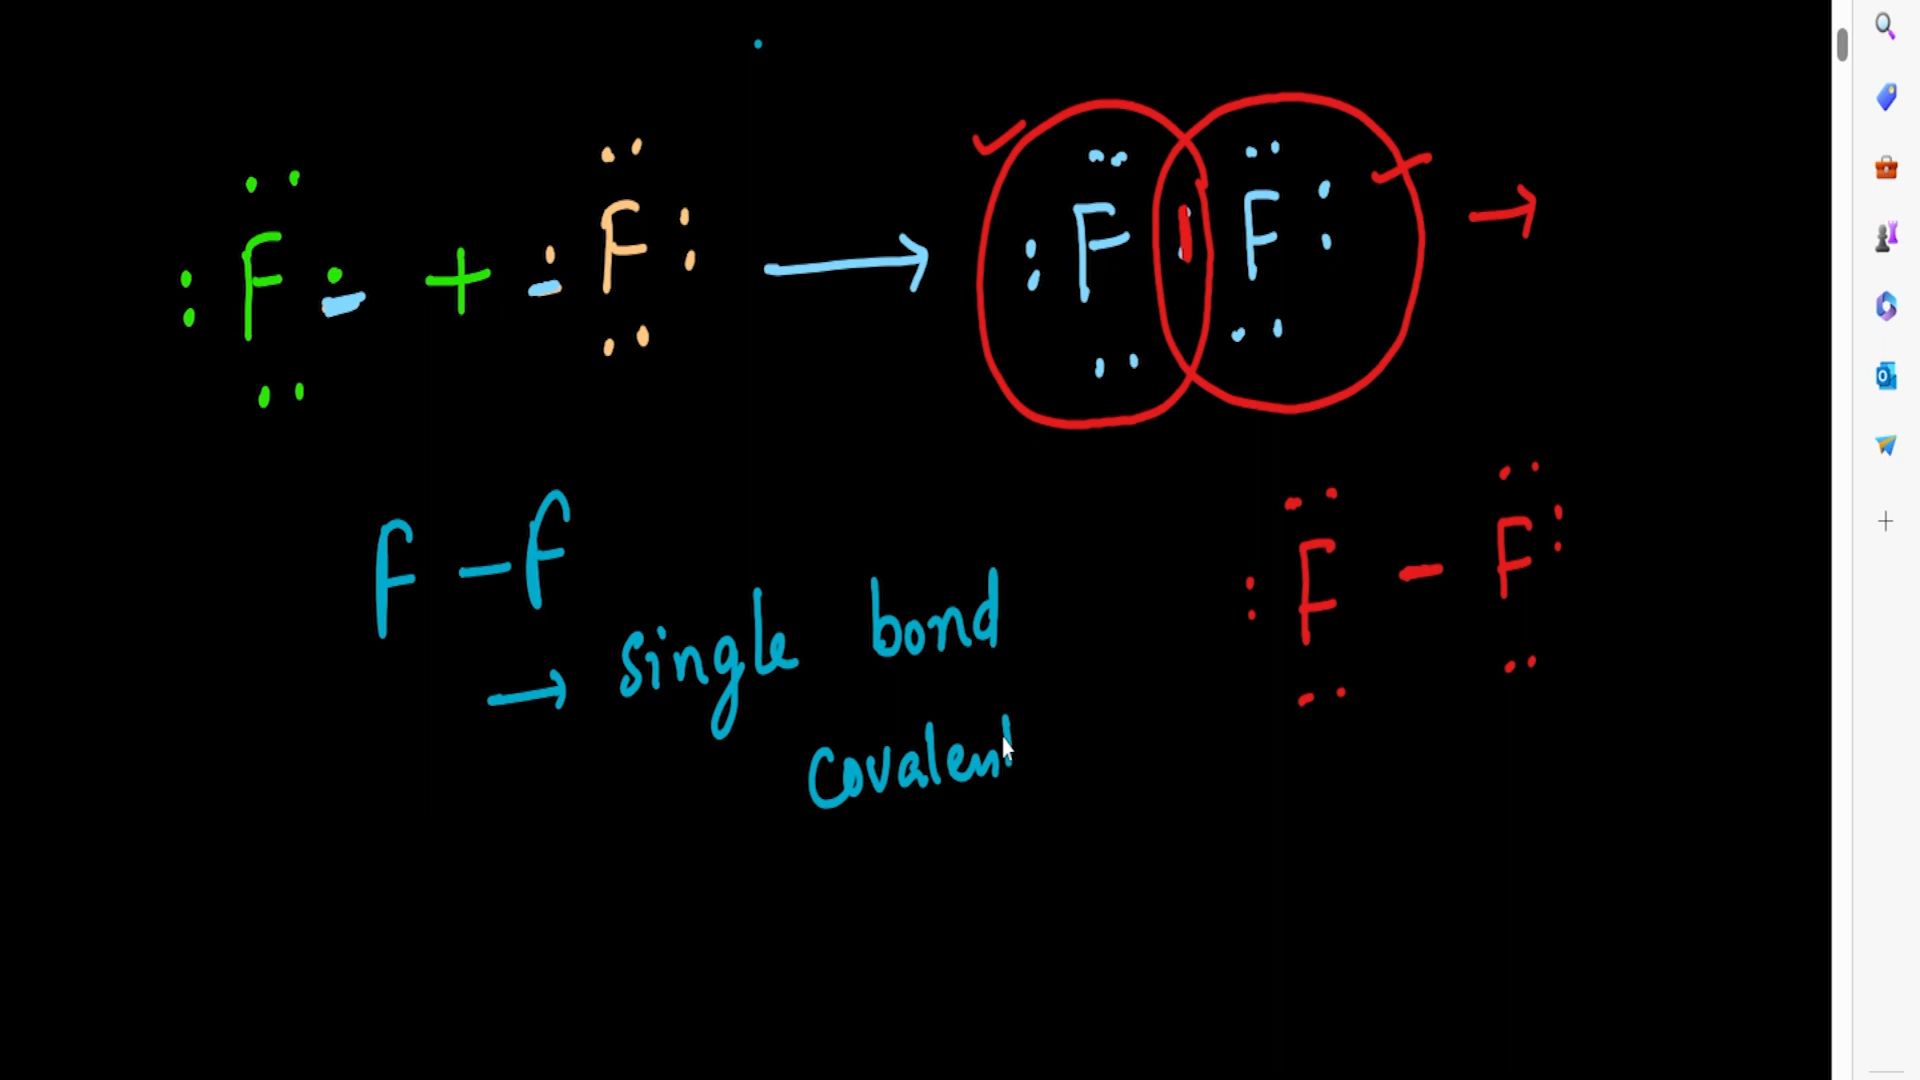 :F· + ·F: → :F:F: →
F - F
:F - F:
→ single bond
covalent